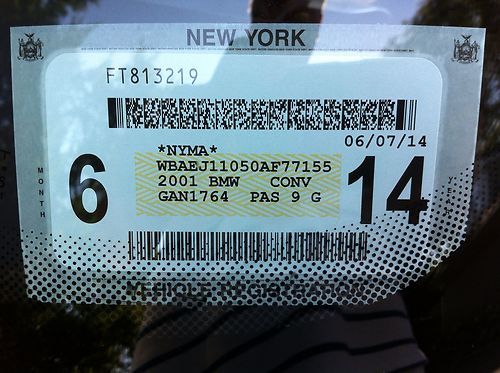 NEW YORK
FT813219
06/07/14
*NYMA*
WBAEJ11050AF77155
2001 BMW CONV
GAN1764 PAS 9 G
6
14
MONTH
VEHICLE REGISTRATION